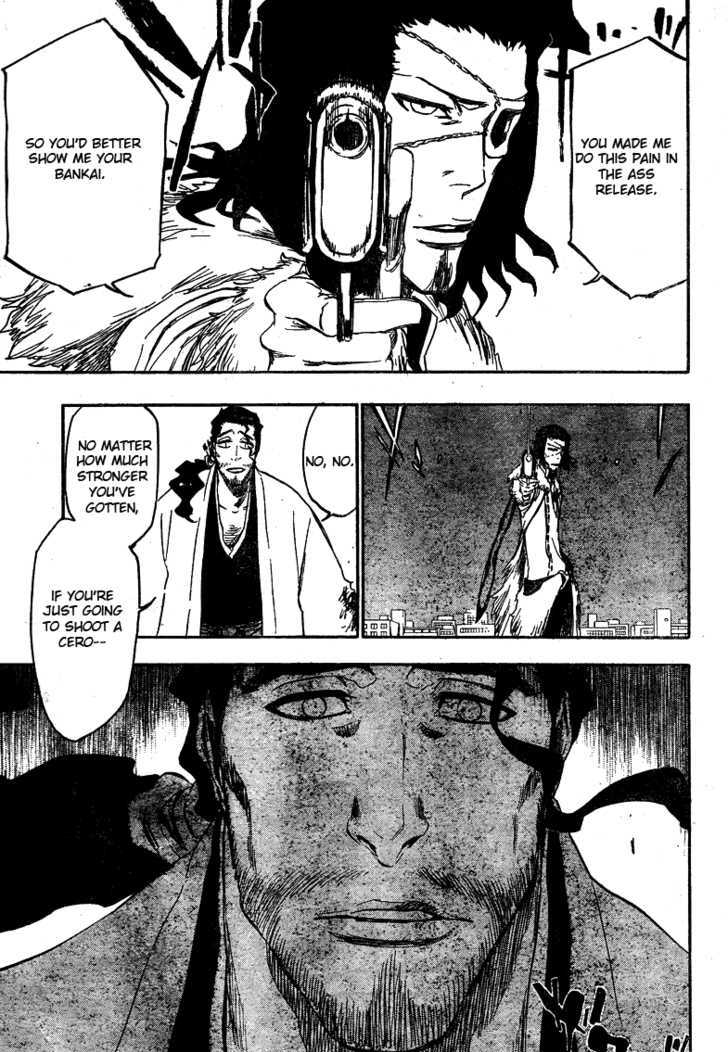 YOU MADE ME
DO THIS PAIN IN
THE ASS
RELEASE.
SO YOU'D BETTER
SHOW ME YOUR
BANKAI.
NO, NO.
NO MATTER
HOW MUCH
STRONGER
YOU'VE
GOTTEN,
IF YOU'RE
JUST GOING
TO SHOOT A
CERO--